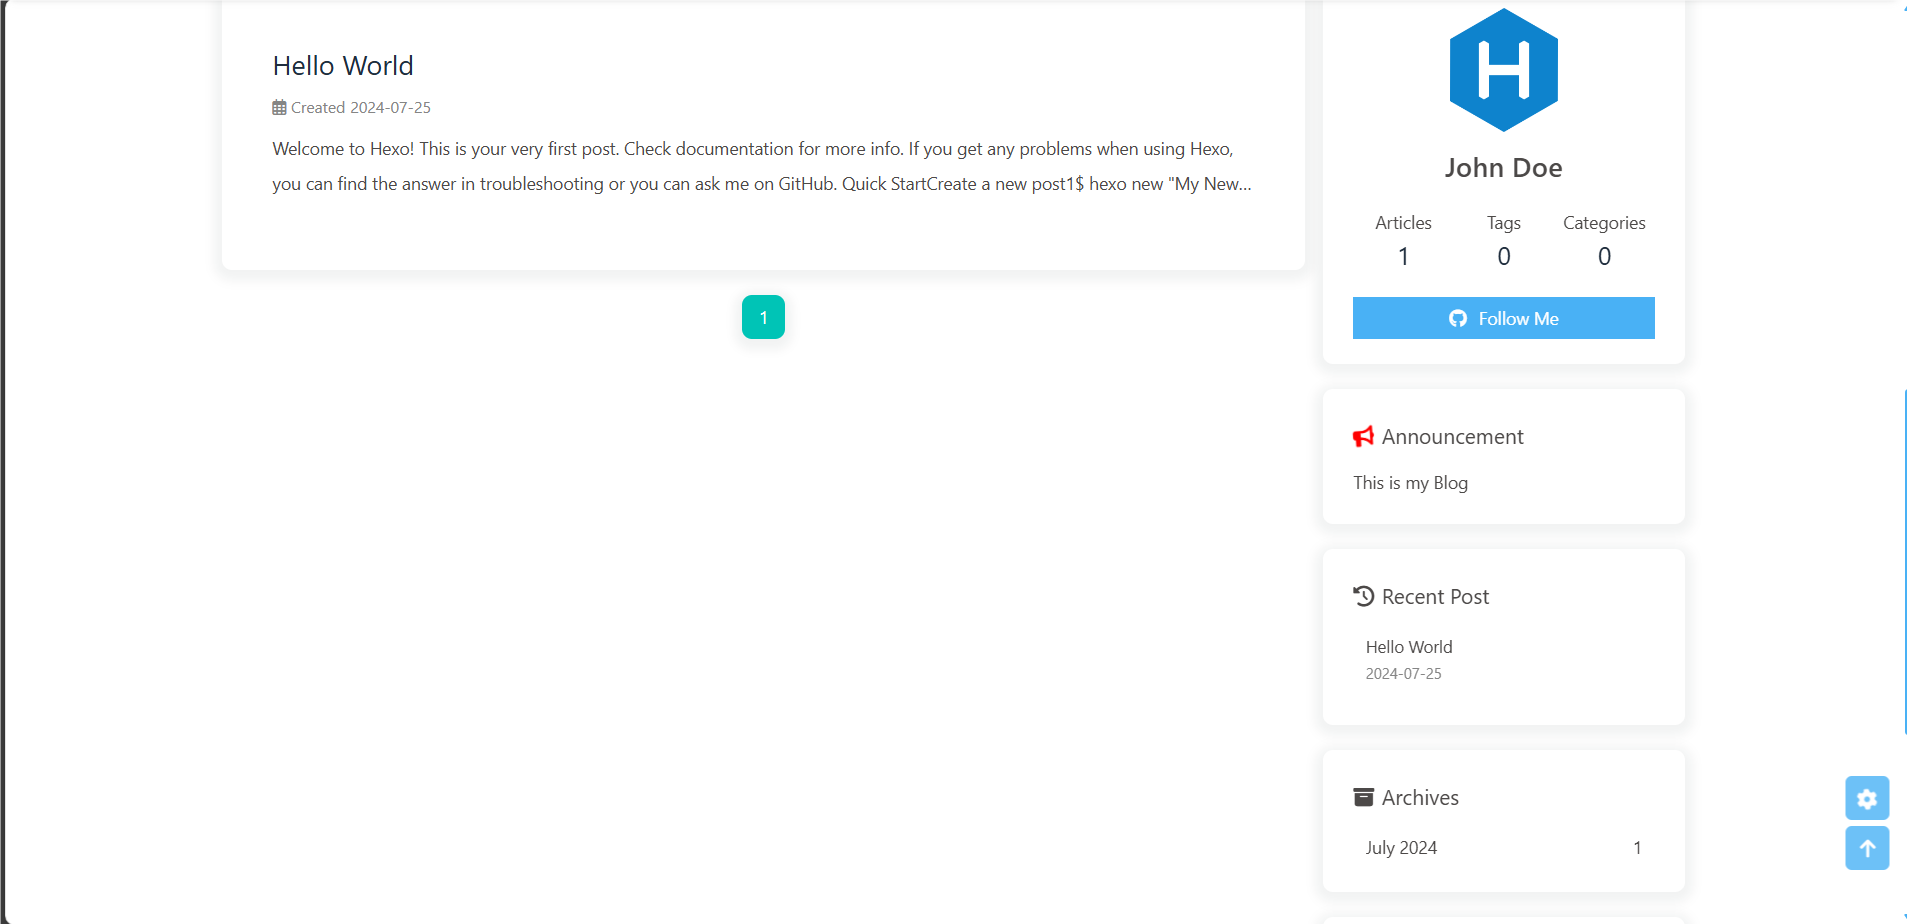 Hello World
Created 2024-07-25
Welcome to Hexo! This is your very first post. Check documentation for more info. If you get any problems when using Hexo,
you can find the answer in troubleshooting or you can ask me on GitHub. Quick StartCreate a new post1$ hexo new "My New...
1
H
John Doe
Articles Tags Categories
1 0 0
Follow Me
Announcement
This is my Blog
Recent Post
Hello World
2024-07-25
Archives
July 2024 1